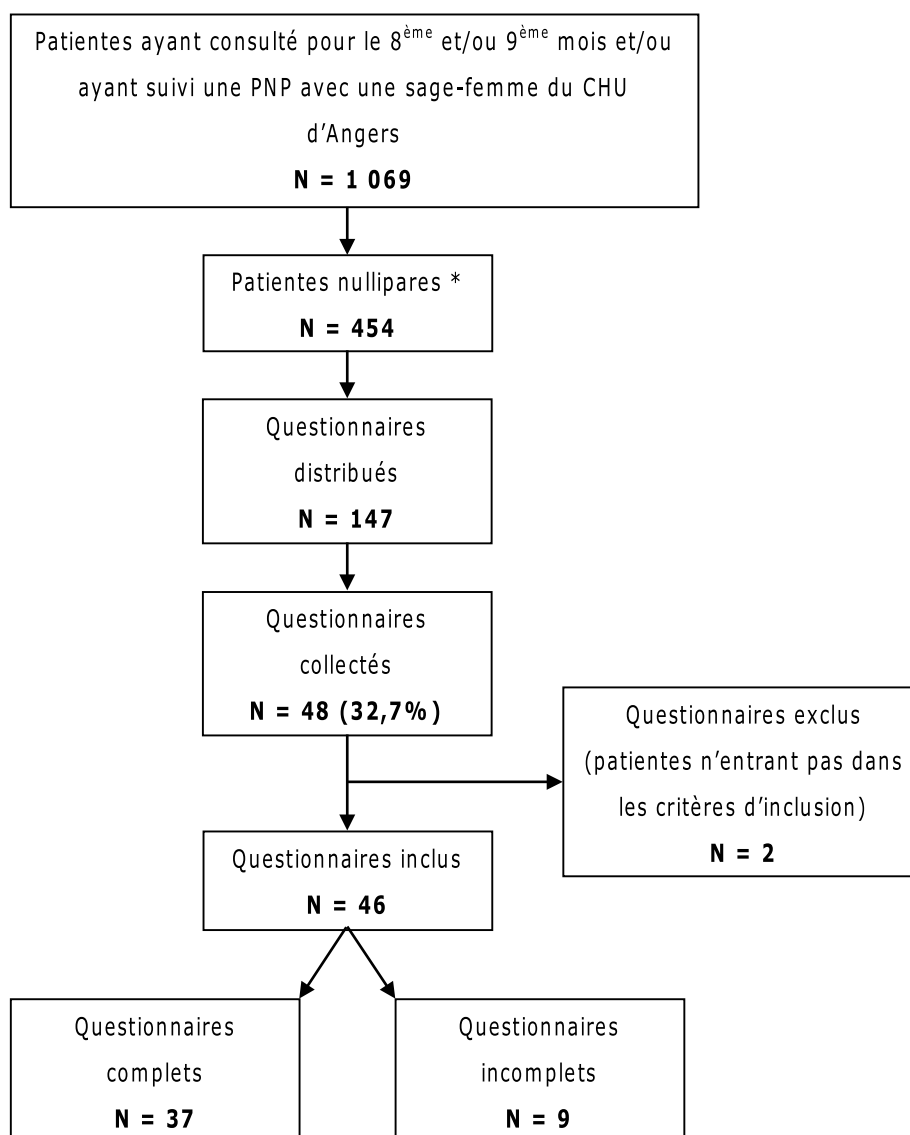 Patientes ayant consulté pour le 8ème et/ou 9ème mois et/ou
ayant suivi une PNP avec une sage-femme du CHU
d'Angers
N = 1 069
Patientes nullipares *
N = 454
Questionnaires
distribués
N = 147
Questionnaires
collectés
N = 48 (32,7%)
Questionnaires exclus
(patientes n'entrant pas dans
les critères d'inclusion)
N = 2
Questionnaires inclus
N = 46
Questionnaires
complets
N = 37
Questionnaires
incomplets
N = 9